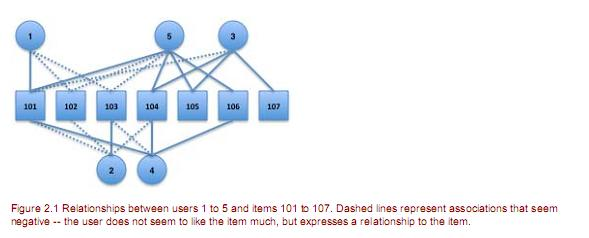 1 5 3
101 102 103 104 105 106 107
2 4
Figure 2.1 Relationships between users 1 to 5 and items 101 to 107. Dashed lines represent associations that seem
negative -- the user does not seem to like the item much, but expresses a relationship to the item.